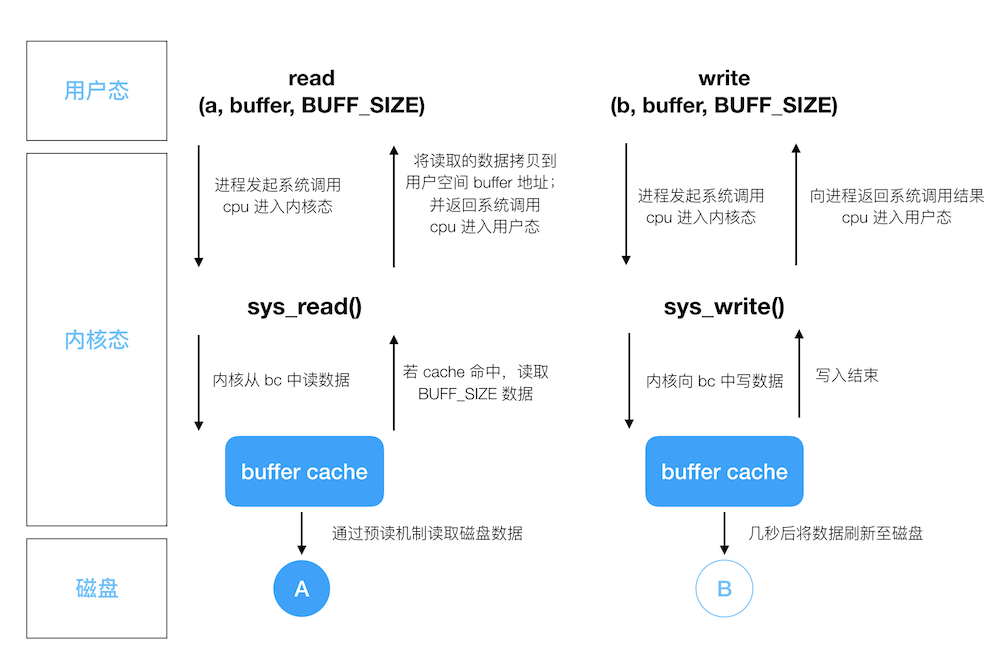 用户态
read
(a, buffer, BUFF_SIZE)
write
(b, buffer, BUFF_SIZE)
内核态
进程发起系统调用
cpu 进入内核态
将读取的数据拷贝到
用户空间 buffer 地址；
并返回系统调用
cpu 进入用户态
进程发起系统调用
cpu 进入内核态
向进程返回系统调用结果
cpu 进入用户态
sys_read()
sys_write()
内核从 bc 中读数据
若 cache 命中，读取
BUFF_SIZE 数据
内核向 bc 中写数据
写入结束
buffer cache
buffer cache
磁盘
通过预读机制读取磁盘数据
几秒后将数据刷新至磁盘
A
B